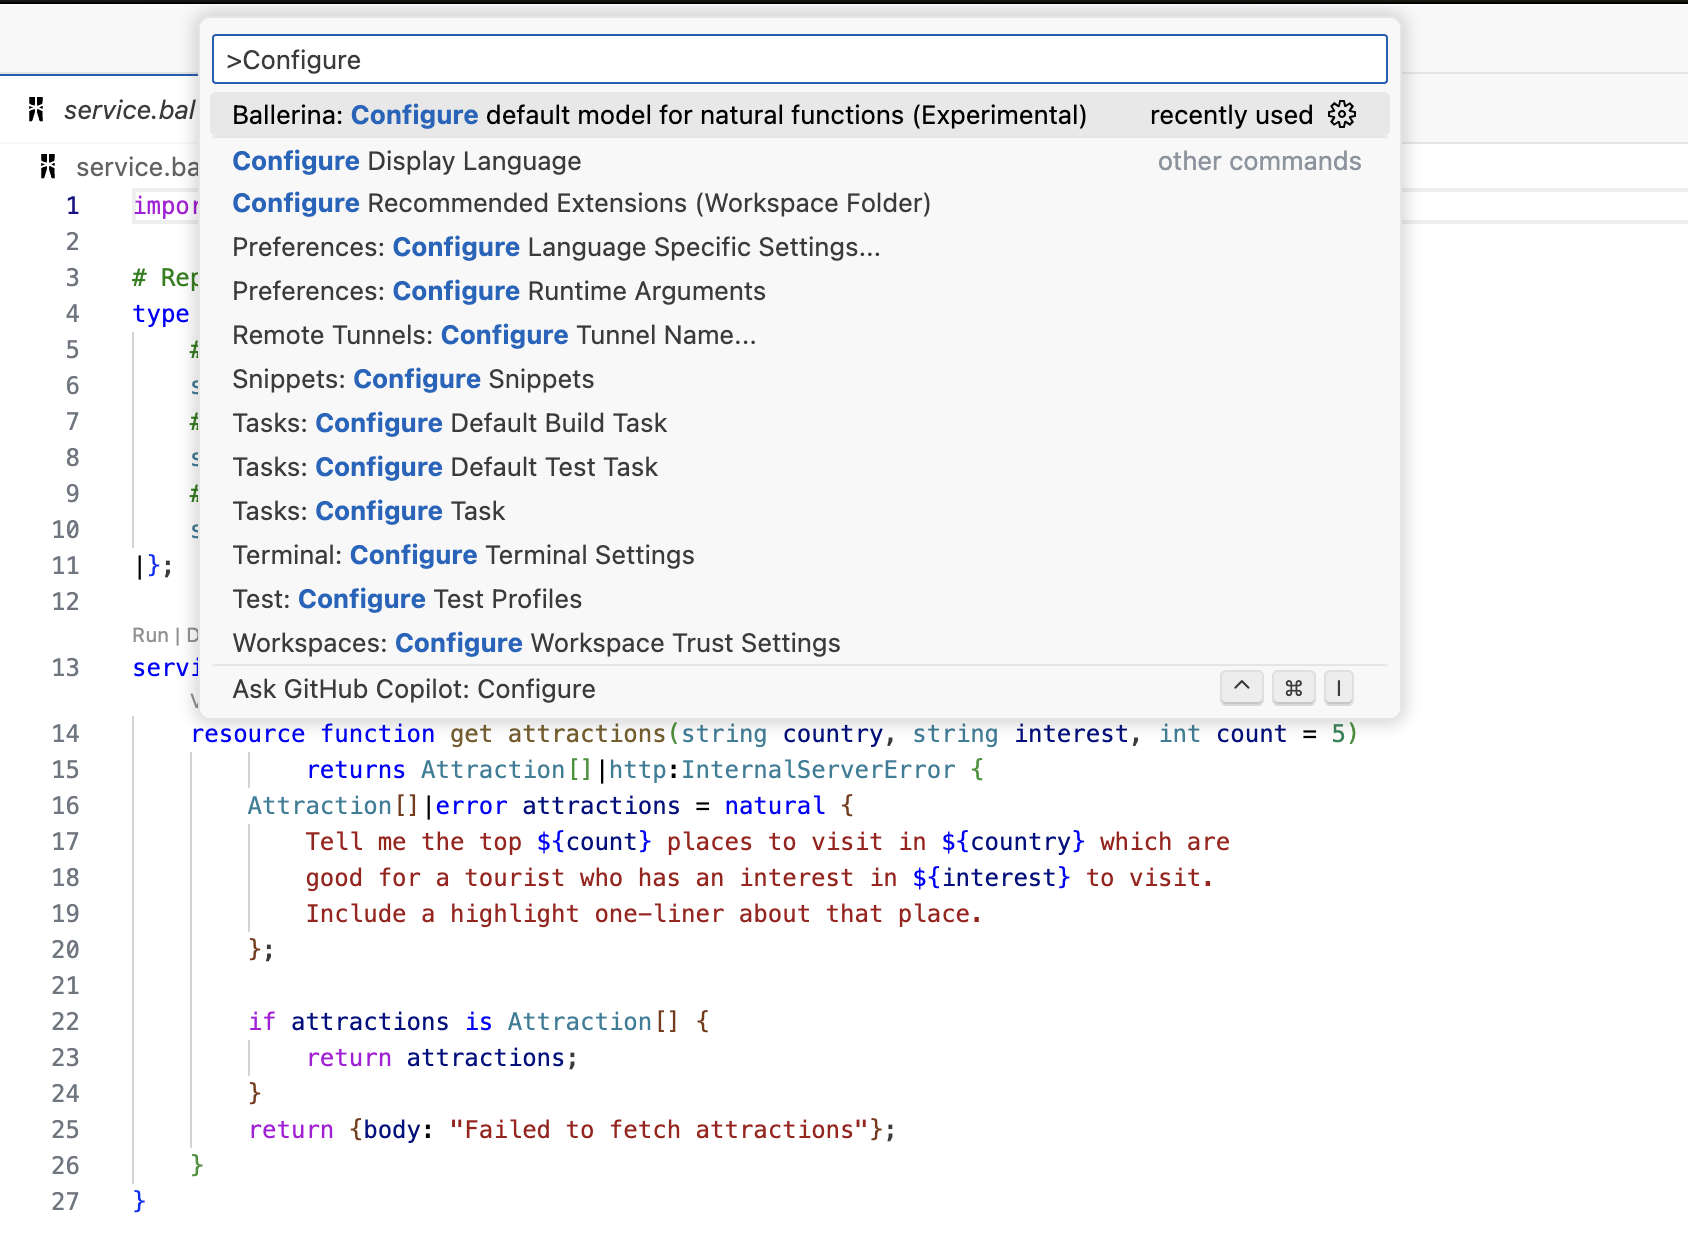 >Configure
service.bal
Ballerina: Configure default model for natural functions (Experimental) recently used
service.ba
Configure Display Language other commands
1 impor
Configure Recommended Extensions (Workspace Folder)
2
Preferences: Configure Language Specific Settings...
3 # Rep
Preferences: Configure Runtime Arguments
4 type
Remote Tunnels: Configure Tunnel Name...
5 #
Snippets: Configure Snippets
6 s
7 #
Tasks: Configure Default Build Task
8 s
Tasks: Configure Default Test Task
9 #
Tasks: Configure Task
10 s
Terminal: Configure Terminal Settings
11 |};
Test: Configure Test Profiles
12
Run | D
Workspaces: Configure Workspace Trust Settings
13 servi
Ask GitHub Copilot: Configure ^ ⌘ I
14 resource function get attractions(string country, string interest, int count = 5)
15 returns Attraction[]|http:InternalServerError {
16 Attraction[]|error attractions = natural {
17 Tell me the top ${count} places to visit in ${country} which are
18 good for a tourist who has an interest in ${interest} to visit.
19 Include a highlight one-liner about that place.
20 };
21
22 if attractions is Attraction[] {
23 return attractions;
24 }
25 return {body: "Failed to fetch attractions"};
26 }
27 }